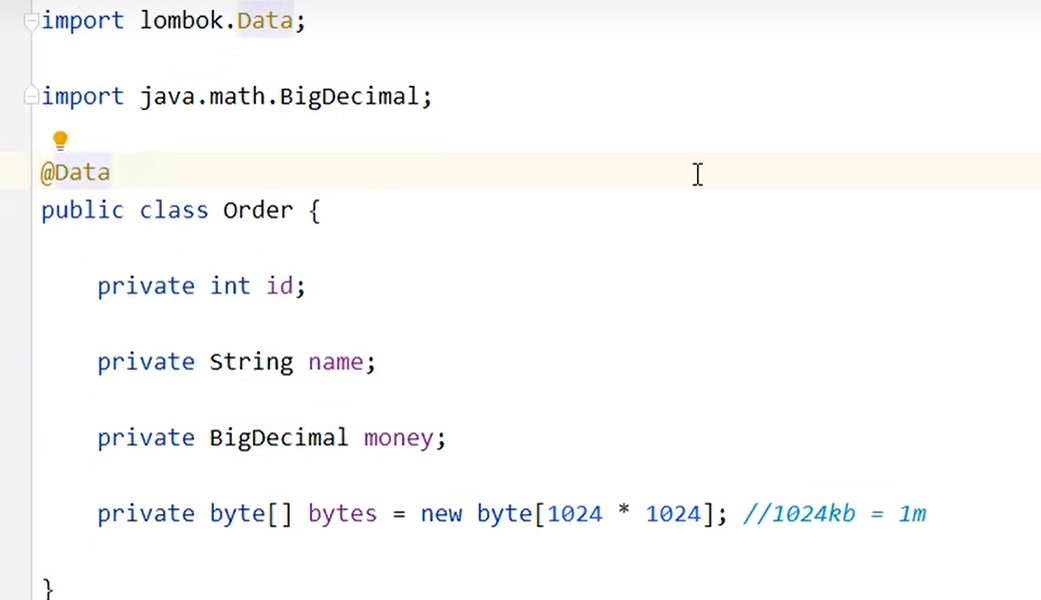 import lombok.Data;
import java.math.BigDecimal;
@Data
public class Order {
private int id;
private String name;
private BigDecimal money;
private byte[] bytes = new byte[1024 * 1024]; //1024kb = 1m
}